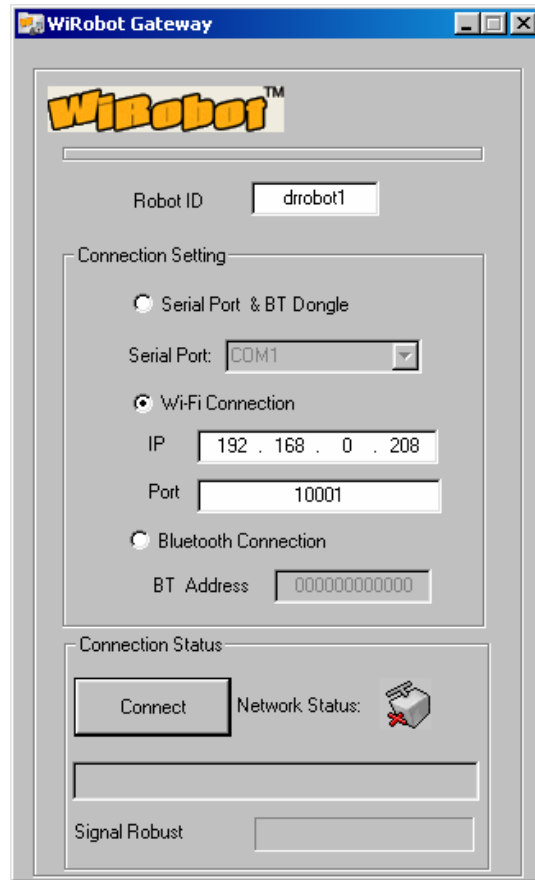 WiRobot Gateway
WiRobot™
Robot ID drrobot1
Connection Setting
Serial Port & BT Dongle
Serial Port: COM1
Wi-Fi Connection
IP 192 . 168 . 0 . 208
Port 10001
Bluetooth Connection
BT Address 000000000000
Connection Status
Connect Network Status:
Signal Robust